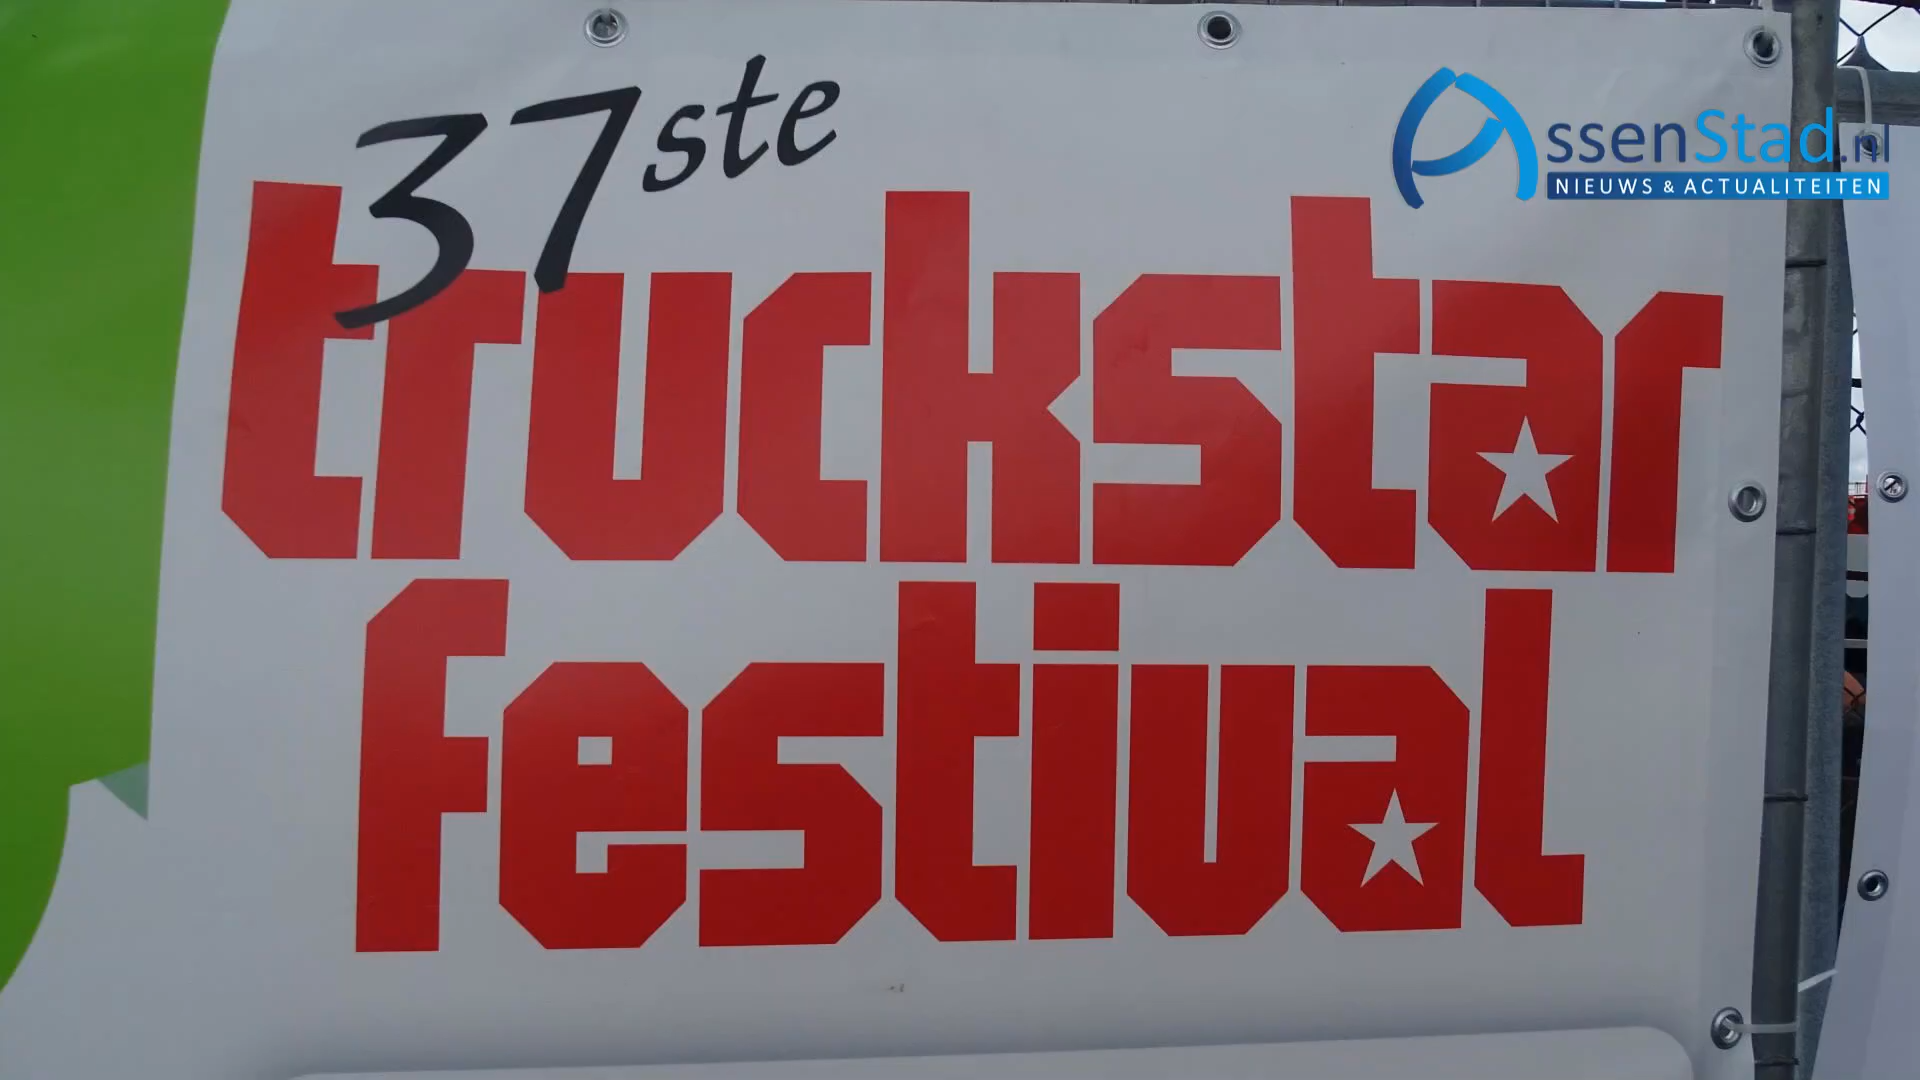 37ste
truckstar
festival
AssenStad.nl
NIEUWS & ACTUALITEITEN